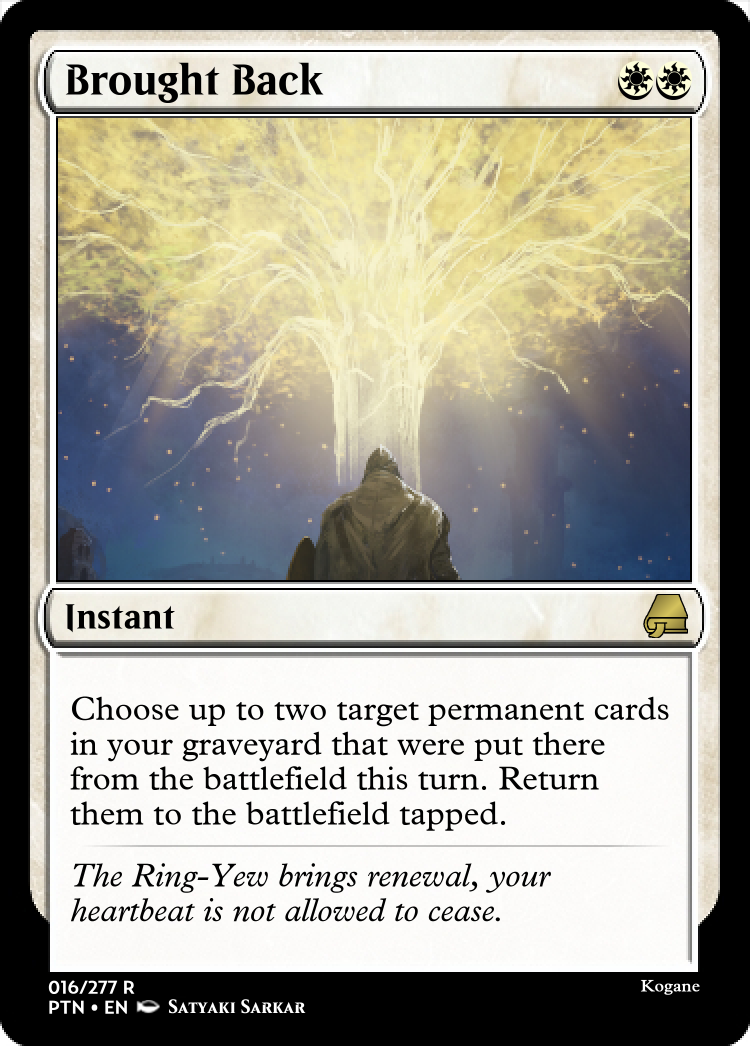 Brought Back
Instant
Choose up to two target permanent cards
in your graveyard that were put there
from the battlefield this turn. Return
them to the battlefield tapped.
The Ring-Yew brings renewal, your
heartbeat is not allowed to cease.
016/277 R
Kogane
PTN • EN Satyaki Sarkar